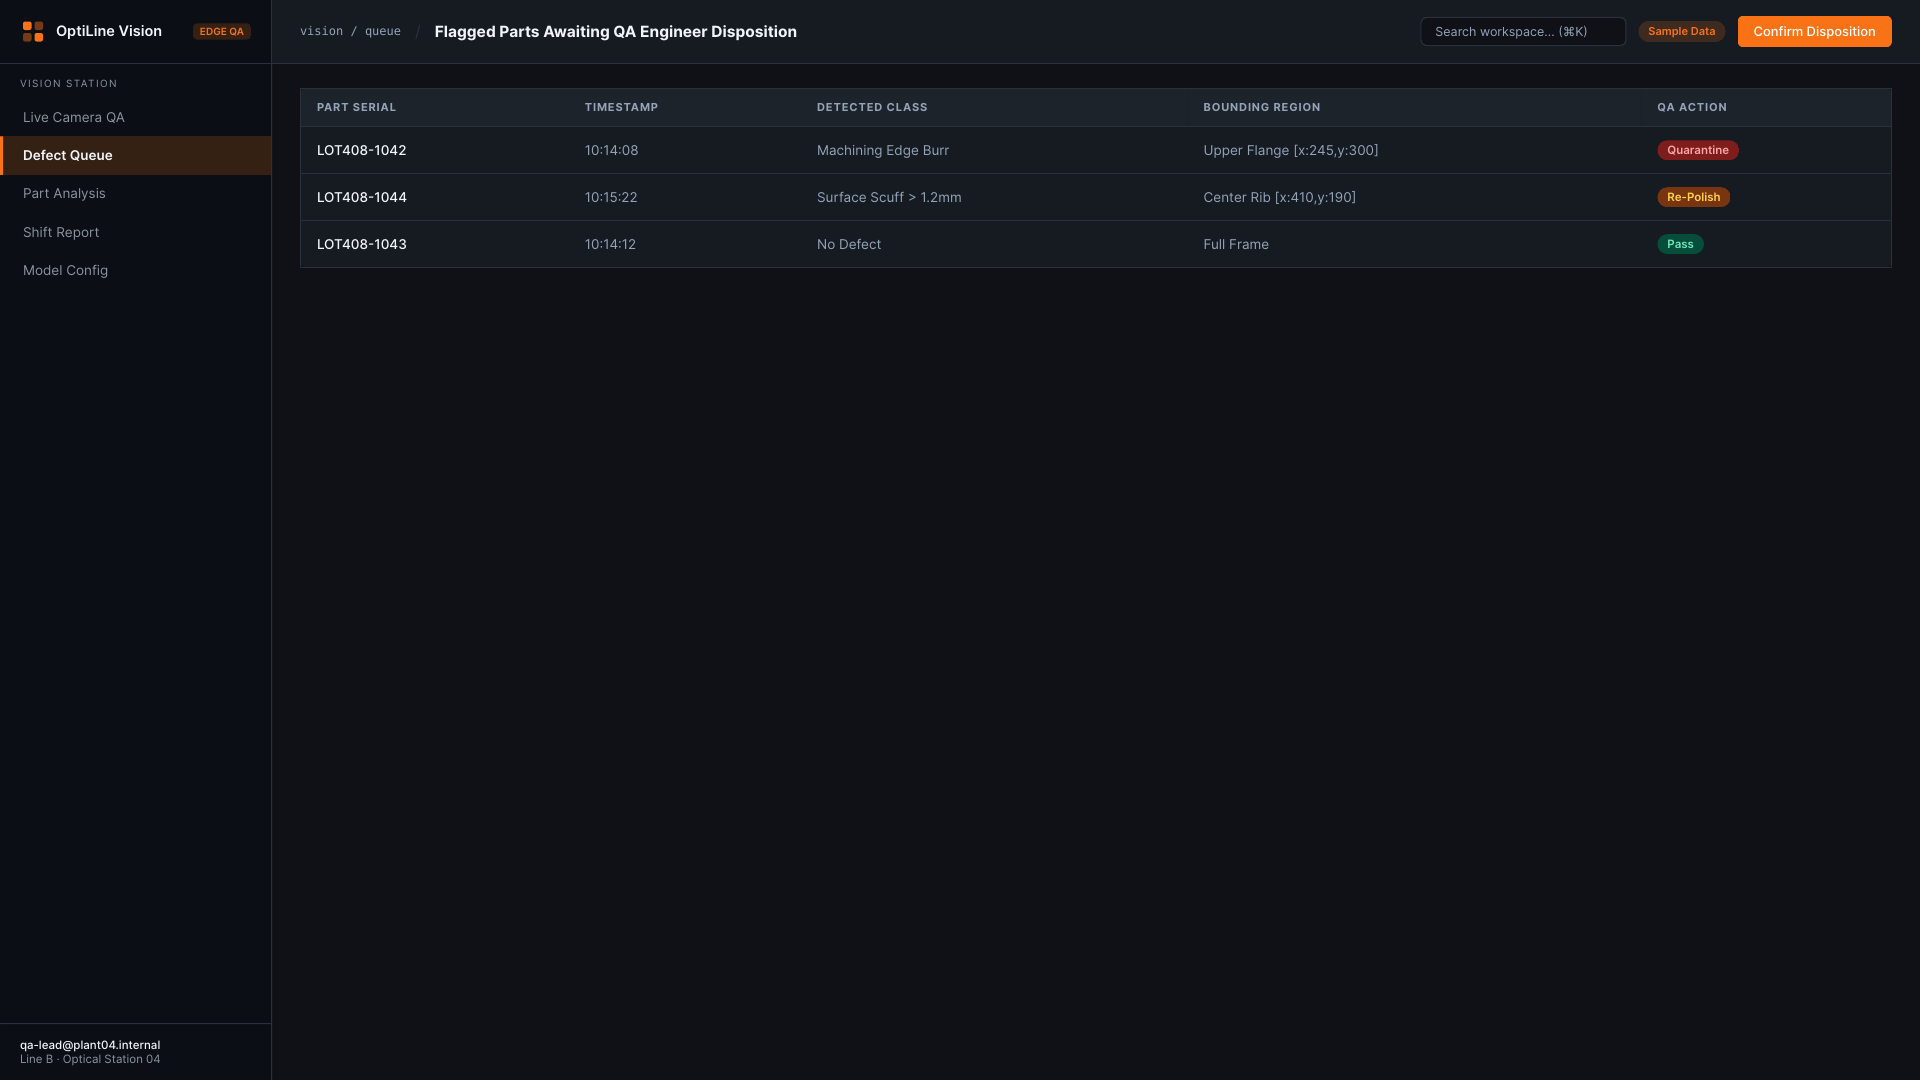 OptiLine Vision
EDGE QA
VISION STATION
Live Camera QA
Defect Queue
Part Analysis
Shift Report
Model Config
qa-lead@plant04.internal
Line B · Optical Station 04
vision / queue / Flagged Parts Awaiting QA Engineer Disposition
Search workspace... (⌘K)
Sample Data
Confirm Disposition
PART SERIAL TIMESTAMP DETECTED CLASS BOUNDING REGION QA ACTION
LOT408-1042 10:14:08 Machining Edge Burr Upper Flange [x:245,y:300] Quarantine
LOT408-1044 10:15:22 Surface Scuff > 1.2mm Center Rib [x:410,y:190] Re-Polish
LOT408-1043 10:14:12 No Defect Full Frame Pass